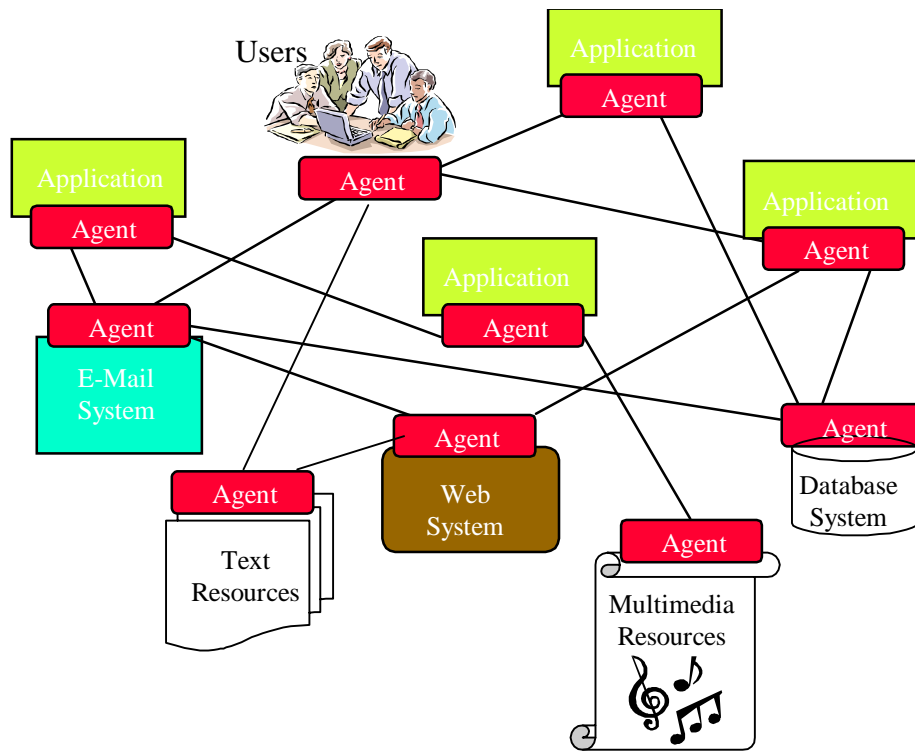 Users
Application
Agent
Application
Agent
Agent
Application
Agent
Application
Agent
Agent
E-Mail
System
Agent
Web
System
Agent
Database
System
Agent
Text
Resources
Agent
Multimedia
Resources